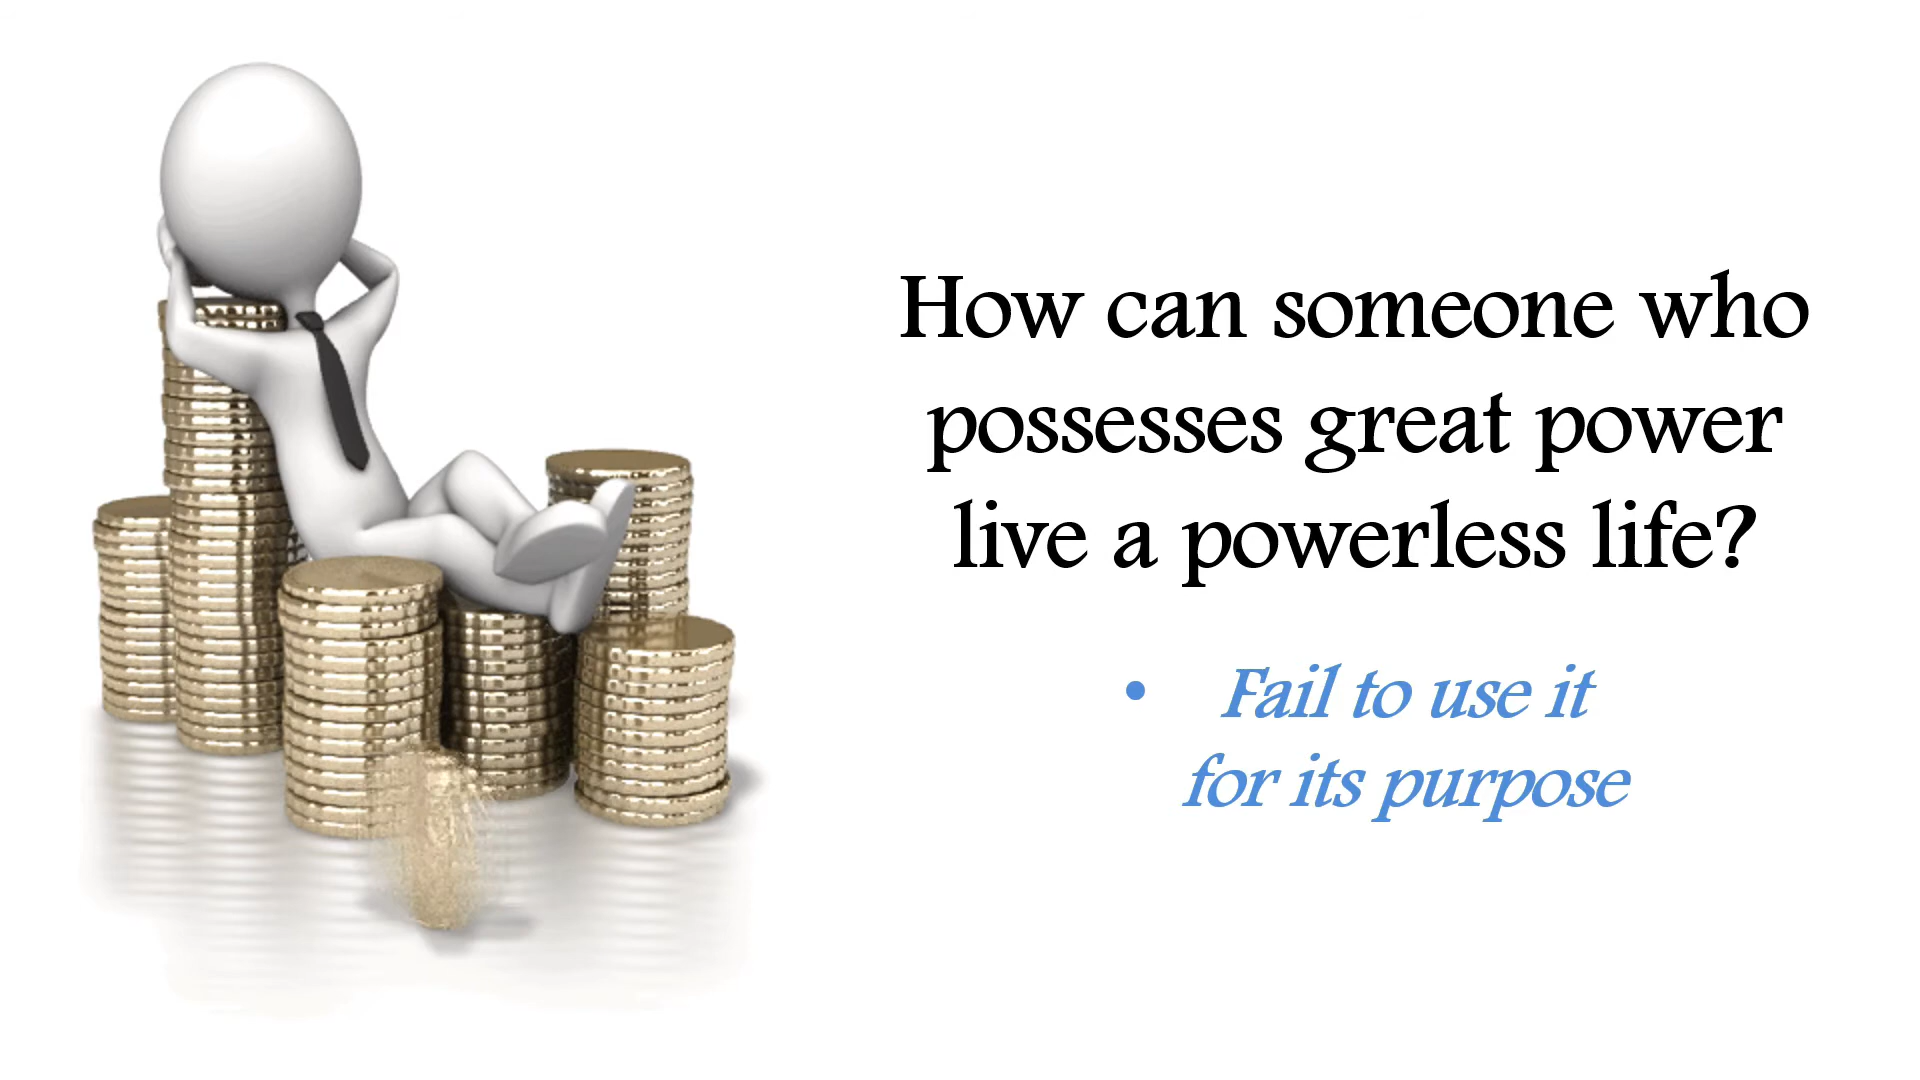 How can someone who
possesses great power
live a powerless life?
• Fail to use it
for its purpose